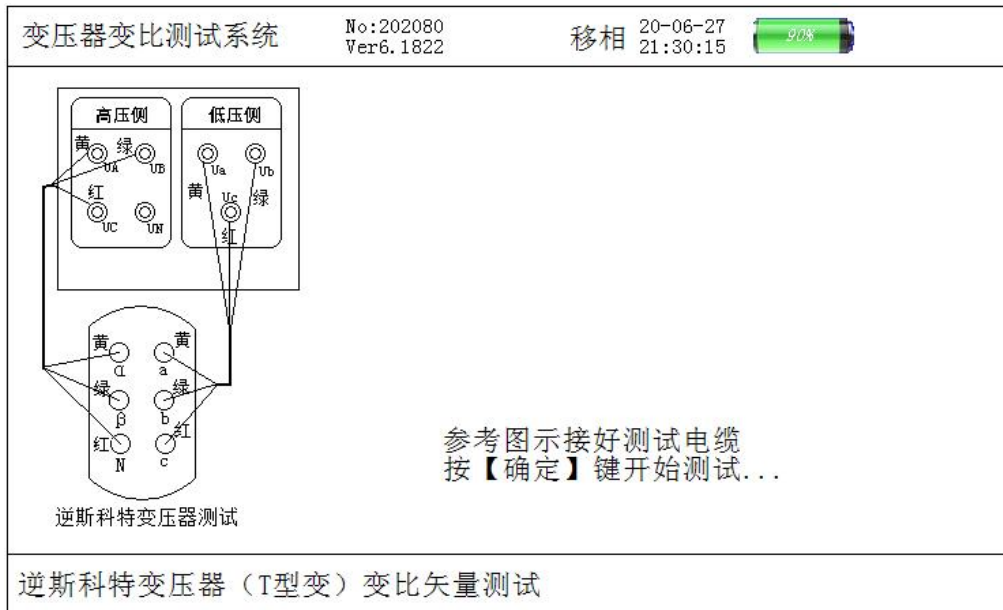 变压器变比测试系统
No:202080
Ver6.1822
移相
20-06-27
21:30:15
90%
高压侧
低压侧
黄
绿
UA
UB
Ua
Ub
红
黄
Uc
绿
UC
UN
红
黄
黄
α
a
绿
绿
β
b
红
红
N
c
参考图示接好测试电缆
按【确定】键开始测试...
逆斯科特变压器测试
逆斯科特变压器（T型变）变比矢量测试